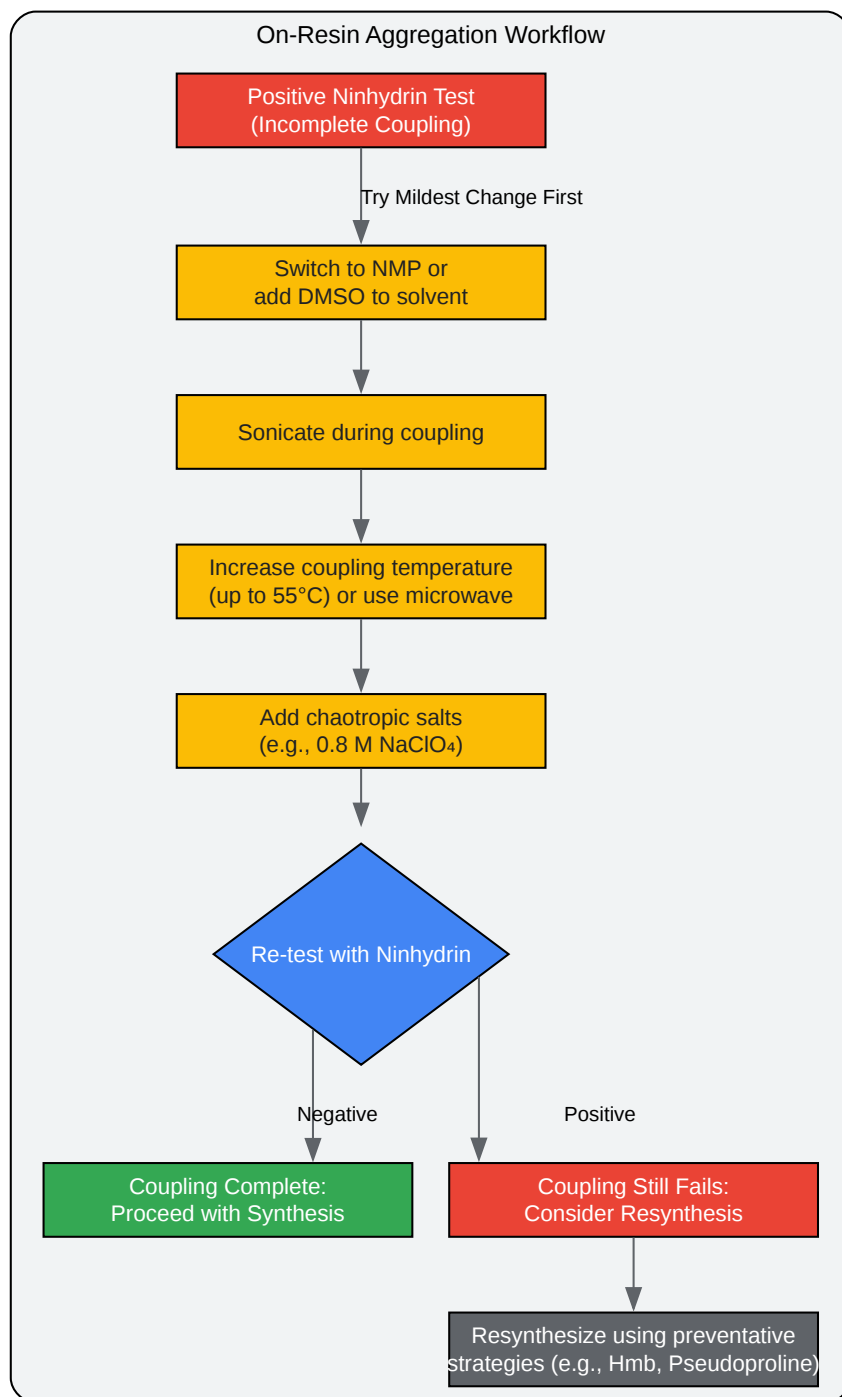 On-Resin Aggregation Workflow
Positive Ninhydrin Test
(Incomplete Coupling)
Try Mildest Change First
Switch to NMP or
add DMSO to solvent
Sonicate during coupling
Increase coupling temperature
(up to 55°C) or use microwave
Add chaotropic salts
(e.g., 0.8 M NaClO₄)
Re-test with Ninhydrin
Negative
Positive
Coupling Complete:
Proceed with Synthesis
Coupling Still Fails:
Consider Resynthesis
Resynthesize using preventative
strategies (e.g., Hmb, Pseudoproline)